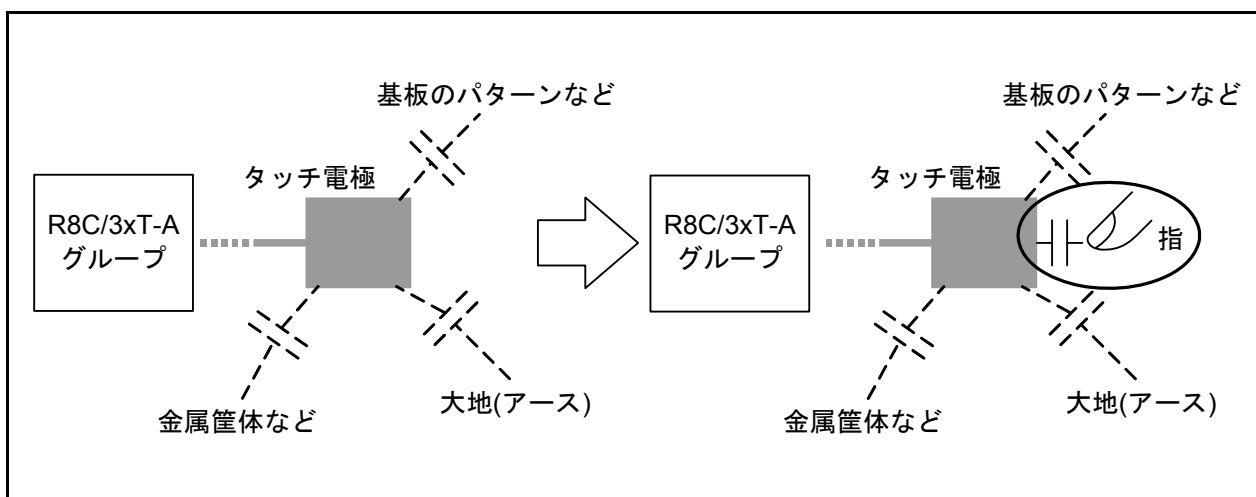 基板のパターンなど
タッチ電極
R8C/3xT-A
グループ
金属筐体など
大地(アース)
基板のパターンなど
タッチ電極
R8C/3xT-A
グループ
指
金属筐体など
大地(アース)